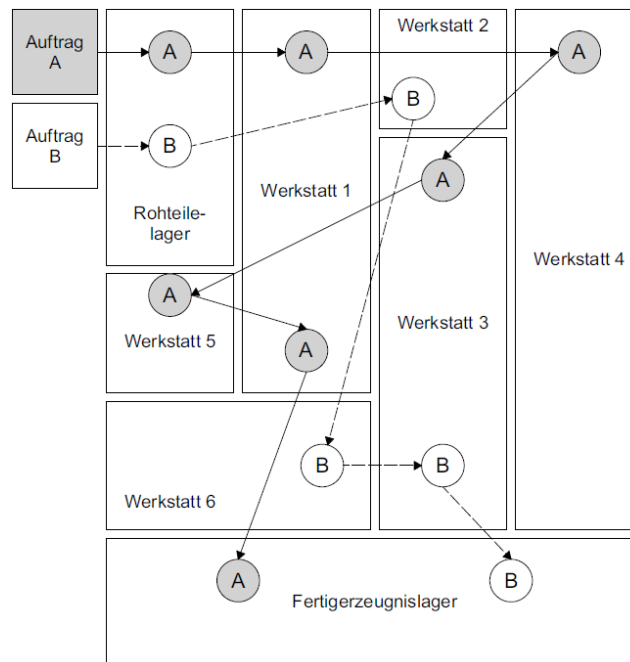 Auftrag
A
A
A
Werkstatt 2
A
Auftrag
B
B
B
Rohteile-
lager
Werkstatt 1
A
Werkstatt 4
A
Werkstatt 5
A
Werkstatt 3
Werkstatt 6
B
B
A
Fertigerzeugnislager
B